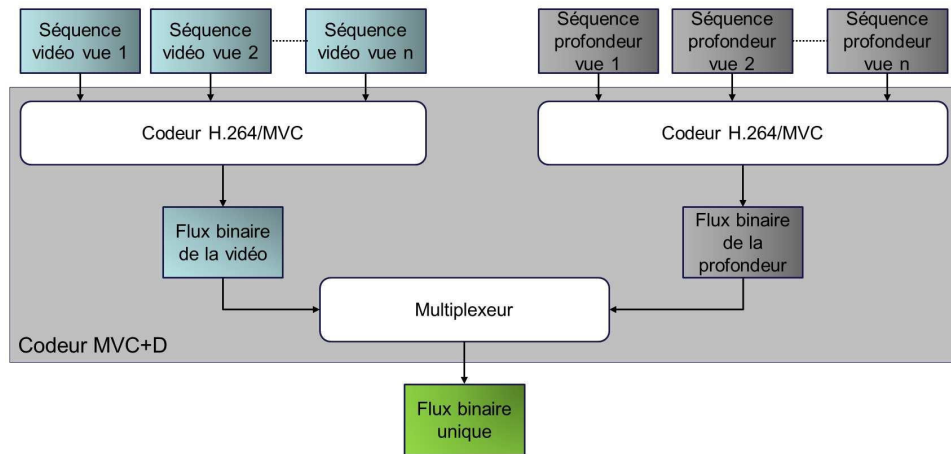 Séquence
vidéo vue 1
Séquence
vidéo vue 2
Séquence
vidéo vue n
Séquence
profondeur
vue 1
Séquence
profondeur
vue 2
Séquence
profondeur
vue n
Codeur H.264/MVC
Codeur H.264/MVC
Flux binaire
de la vidéo
Flux binaire
de la
profondeur
Multiplexeur
Codeur MVC+D
Flux binaire
unique